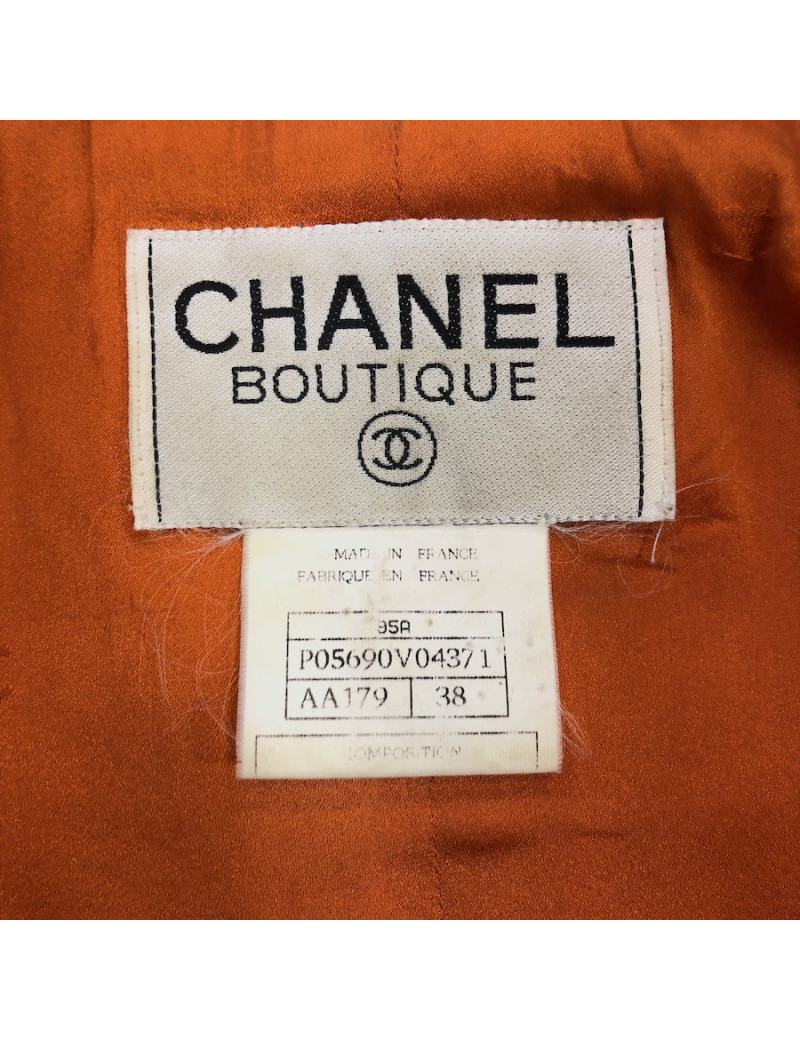 CHANEL
BOUTIQUE
MADE IN FRANCE
FABRIQUE EN FRANCE
95A
P05690V04371
AA179 38
COMPOSITION